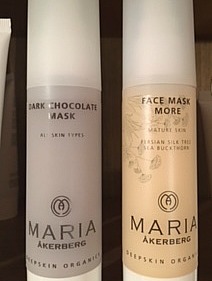 DARK CHOCOLATE
MASK
ALL SKIN TYPES
MARIA
ÅKERBERG
DEEPSKIN ORGANICS
FACE MASK
MORE
MATURE SKIN
PERSIAN SILK TREE
SEA BUCKTHORN
MARIA
ÅKERBERG
DEEPSKIN ORGANIC